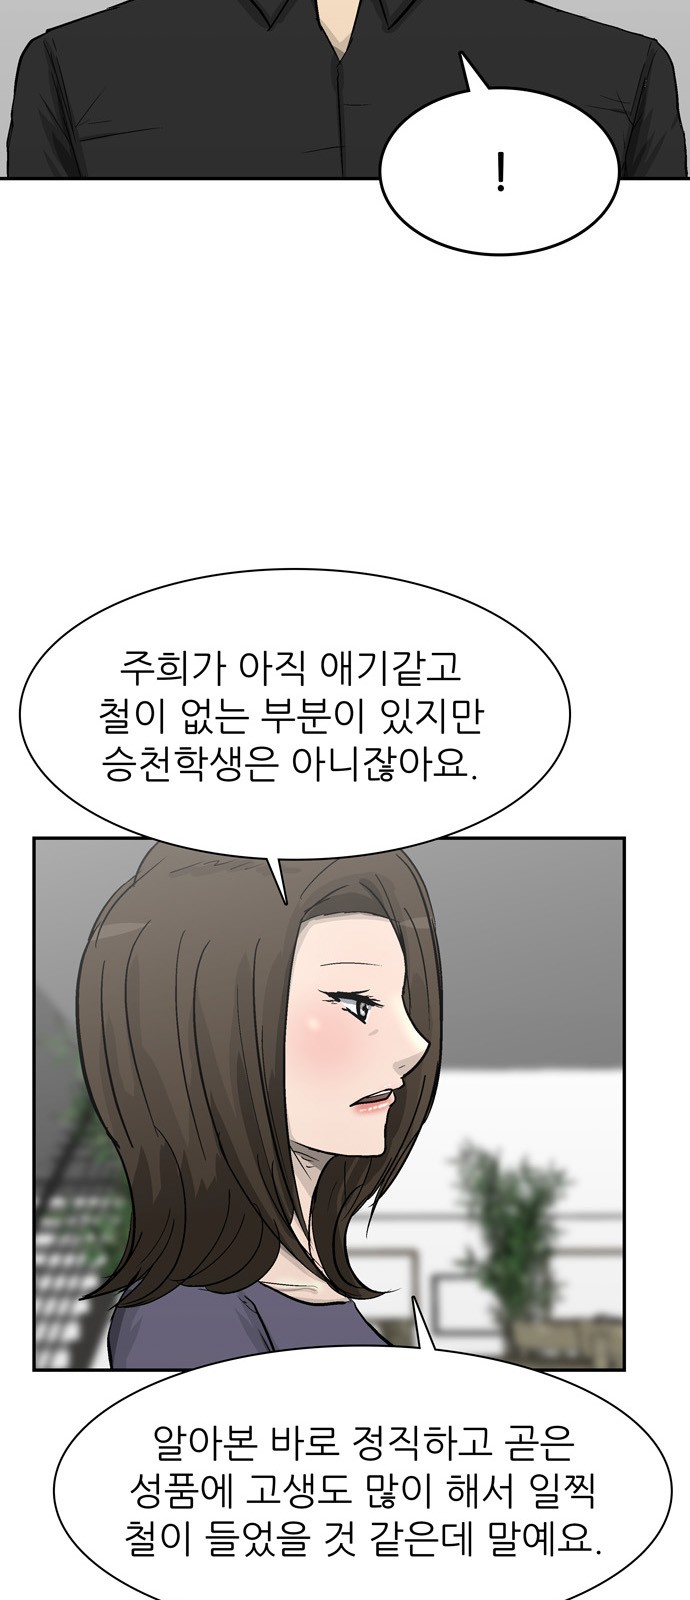 !
주희가 아직 애기같고
철이 없는 부분이 있지만
승천학생은 아니잖아요.
알아본 바로 정직하고 곧은
성품에 고생도 많이 해서 일찍
철이 들었을 것 같은데 말예요.